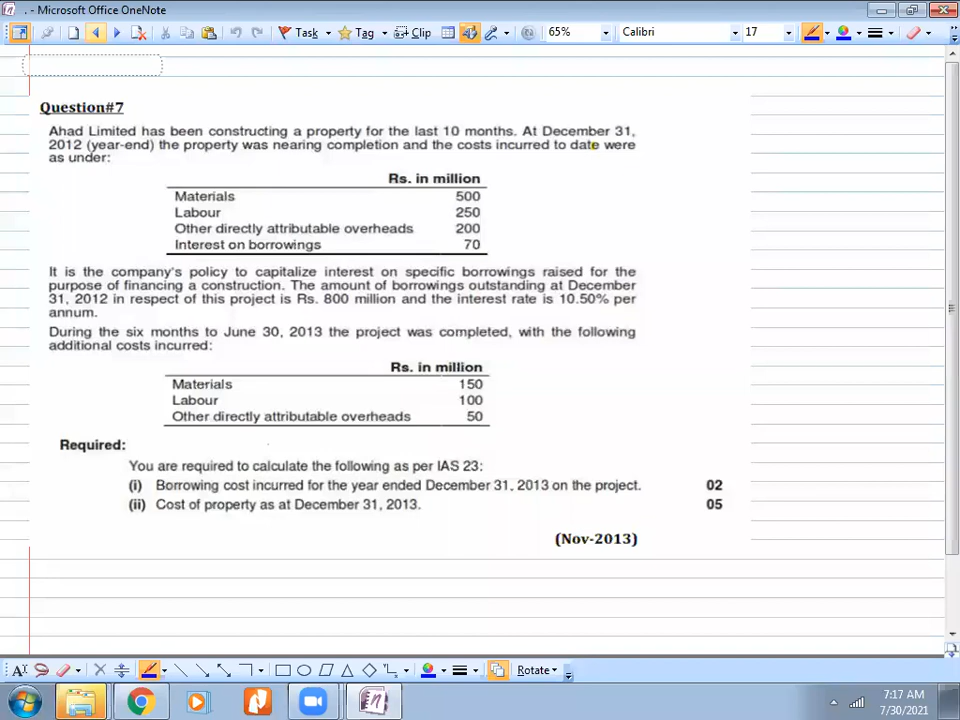 . - Microsoft Office OneNote
Task Tag Clip 65% Calibri 17
Question#7
Ahad Limited has been constructing a property for the last 10 months. At December 31,
2012 (year-end) the property was nearing completion and the costs incurred to date were
as under:
Rs. in million
Materials 500
Labour 250
Other directly attributable overheads 200
Interest on borrowings 70
It is the company's policy to capitalize interest on specific borrowings raised for the
purpose of financing a construction. The amount of borrowings outstanding at December
31, 2012 in respect of this project is Rs. 800 million and the interest rate is 10.50% per
annum.
During the six months to June 30, 2013 the project was completed, with the following
additional costs incurred:
Rs. in million
Materials 150
Labour 100
Other directly attributable overheads 50
Required:
You are required to calculate the following as per IAS 23:
(i) Borrowing cost incurred for the year ended December 31, 2013 on the project. 02
(ii) Cost of property as at December 31, 2013. 05
(Nov-2013)
Rotate
7:17 AM
7/30/2021